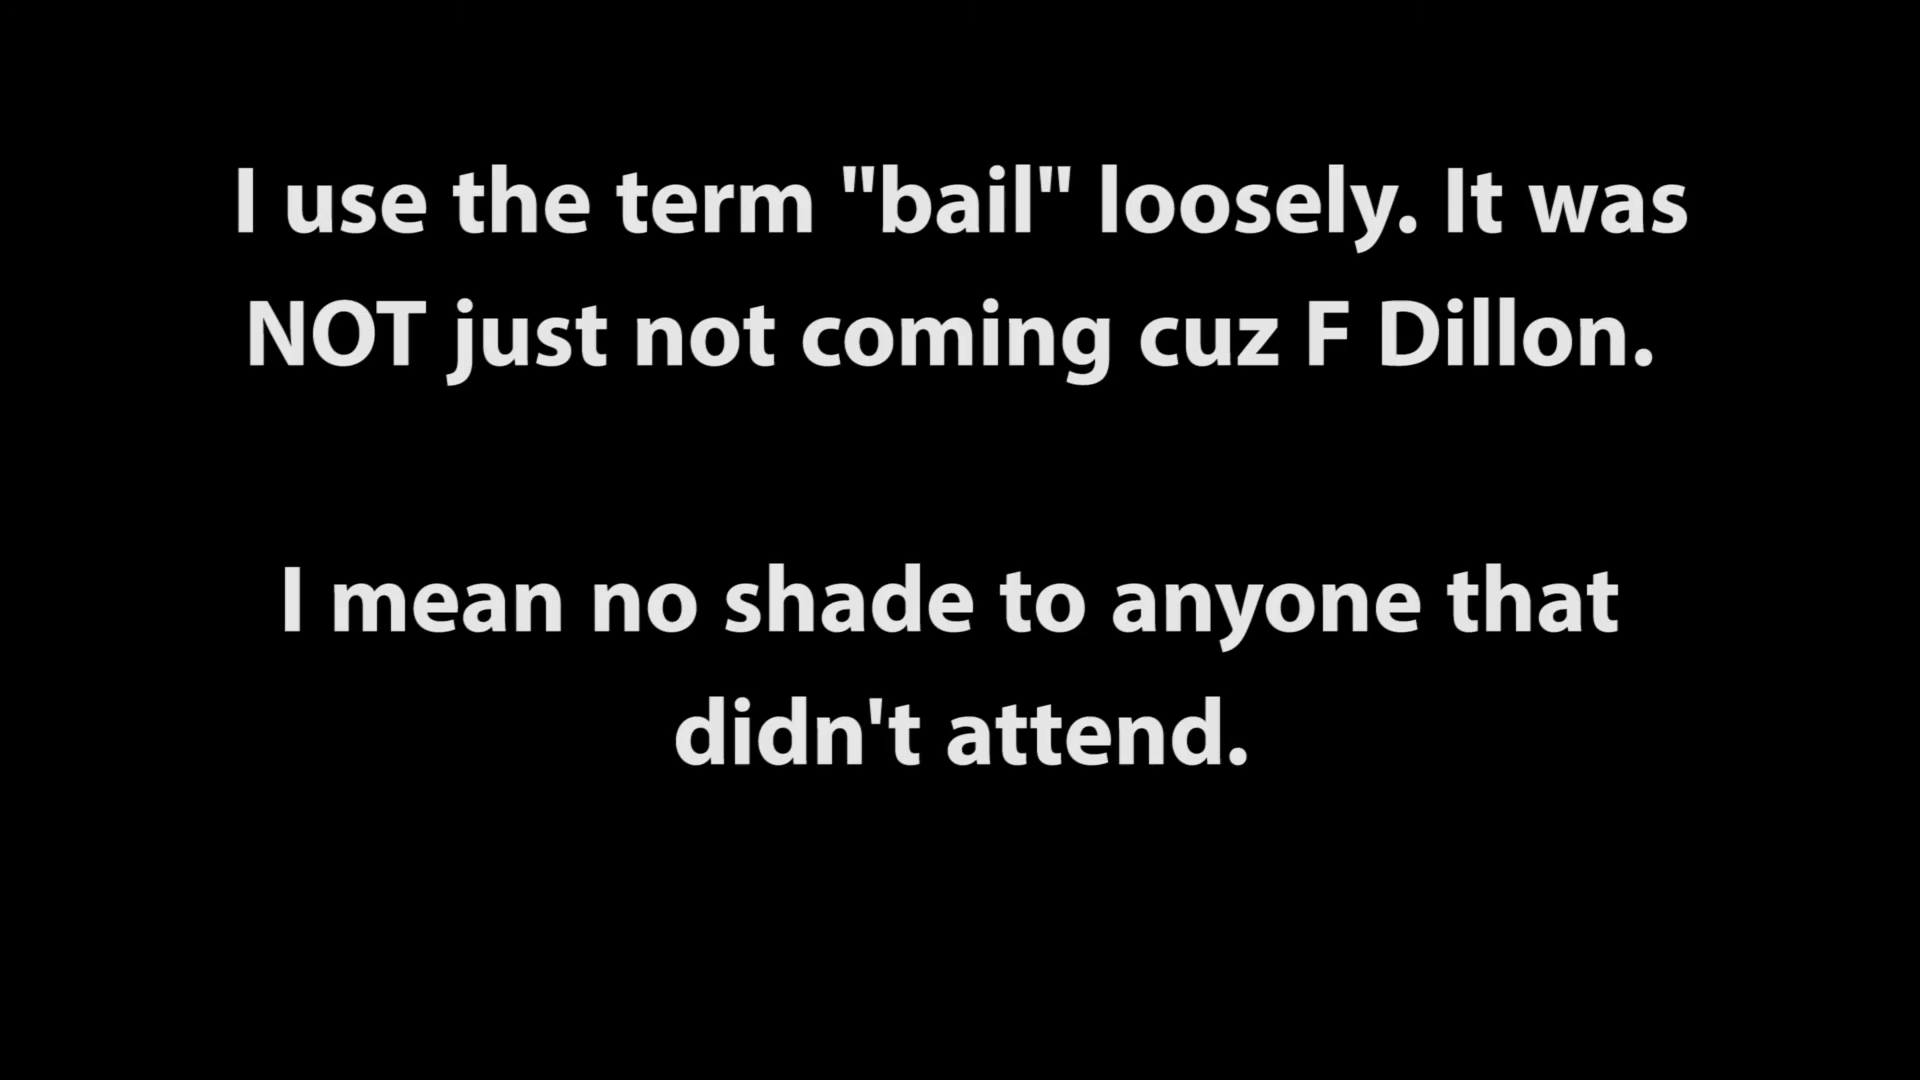 I use the term "bail" loosely. It was
NOT just not coming cuz F Dillon.
I mean no shade to anyone that
didn't attend.